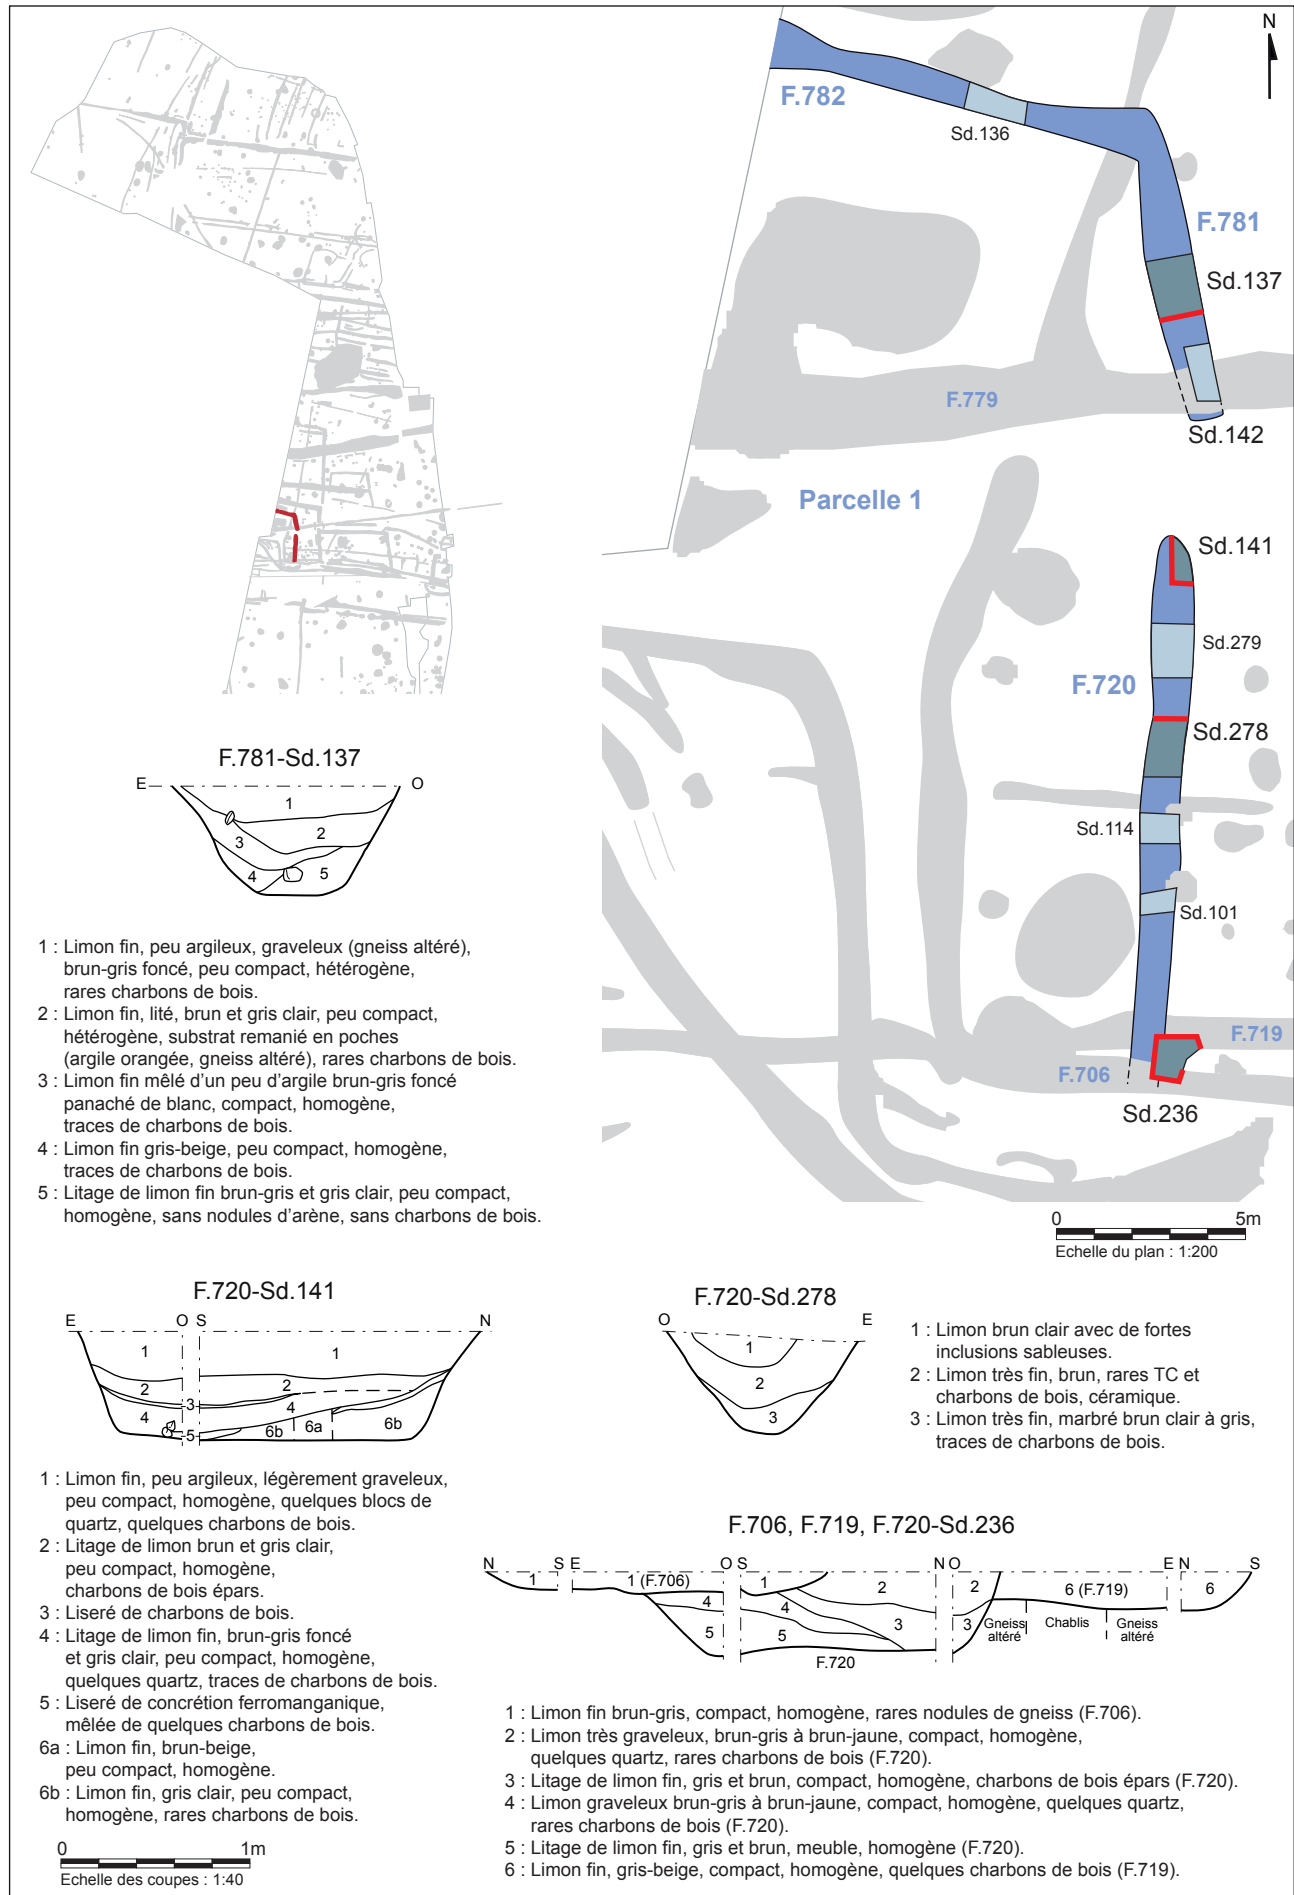 N
F.782
Sd.136
F.781
Sd.137
F.779
Sd.142
Parcelle 1
Sd.141
Sd.279
F.720
Sd.278
Sd.114
Sd.101
F.719
F.706
Sd.236
0 5m
Echelle du plan : 1:200
F.781-Sd.137
E O
1
2
3
4
5
1 : Limon fin, peu argileux, graveleux (gneiss altéré),
brun-gris foncé, peu compact, hétérogène,
rares charbons de bois.
2 : Limon fin, lité, brun et gris clair, peu compact,
hétérogène, substrat remanié en poches
(argile orangée, gneiss altéré), rares charbons de bois.
3 : Limon fin mêlé d'un peu d'argile brun-gris foncé
panaché de blanc, compact, homogène,
traces de charbons de bois.
4 : Limon fin gris-beige, peu compact, homogène,
traces de charbons de bois.
5 : Litage de limon fin brun-gris et gris clair, peu compact,
homogène, sans nodules d'arène, sans charbons de bois.
F.720-Sd.141
E O S N
1 1
2 2
3
4 4
5 6b 6a 6b
1 : Limon fin, peu argileux, légèrement graveleux,
peu compact, homogène, quelques blocs de
quartz, quelques charbons de bois.
2 : Litage de limon brun et gris clair,
peu compact, homogène,
charbons de bois épars.
3 : Liseré de charbons de bois.
4 : Litage de limon fin, brun-gris foncé
et gris clair, peu compact, homogène,
quelques quartz, traces de charbons de bois.
5 : Liseré de concrétion ferromanganique,
mêlée de quelques charbons de bois.
6a : Limon fin, brun-beige,
peu compact, homogène.
6b : Limon fin, gris clair, peu compact,
homogène, rares charbons de bois.
0 1m
Echelle des coupes : 1:40
F.720-Sd.278
O E
1
2
3
1 : Limon brun clair avec de fortes
inclusions sableuses.
2 : Limon très fin, brun, rares TC et
charbons de bois, céramique.
3 : Limon très fin, marbré brun clair à gris,
traces de charbons de bois.
F.706, F.719, F.720-Sd.236
N S E O S N O E N S
1 1 (F.706) 1 2 2 6 (F.719) 6
4 4 3 3
5 5
Gneiss altéré Chablis Gneiss altéré
F.720
1 : Limon fin brun-gris, compact, homogène, rares nodules de gneiss (F.706).
2 : Limon très graveleux, brun-gris à brun-jaune, compact, homogène,
quelques quartz, rares charbons de bois (F.720).
3 : Litage de limon fin, gris et brun, compact, homogène, charbons de bois épars (F.720).
4 : Limon graveleux brun-gris à brun-jaune, compact, homogène, quelques quartz,
rares charbons de bois (F.720).
5 : Litage de limon fin, gris et brun, meuble, homogène (F.720).
6 : Limon fin, gris-beige, compact, homogène, quelques charbons de bois (F.719).